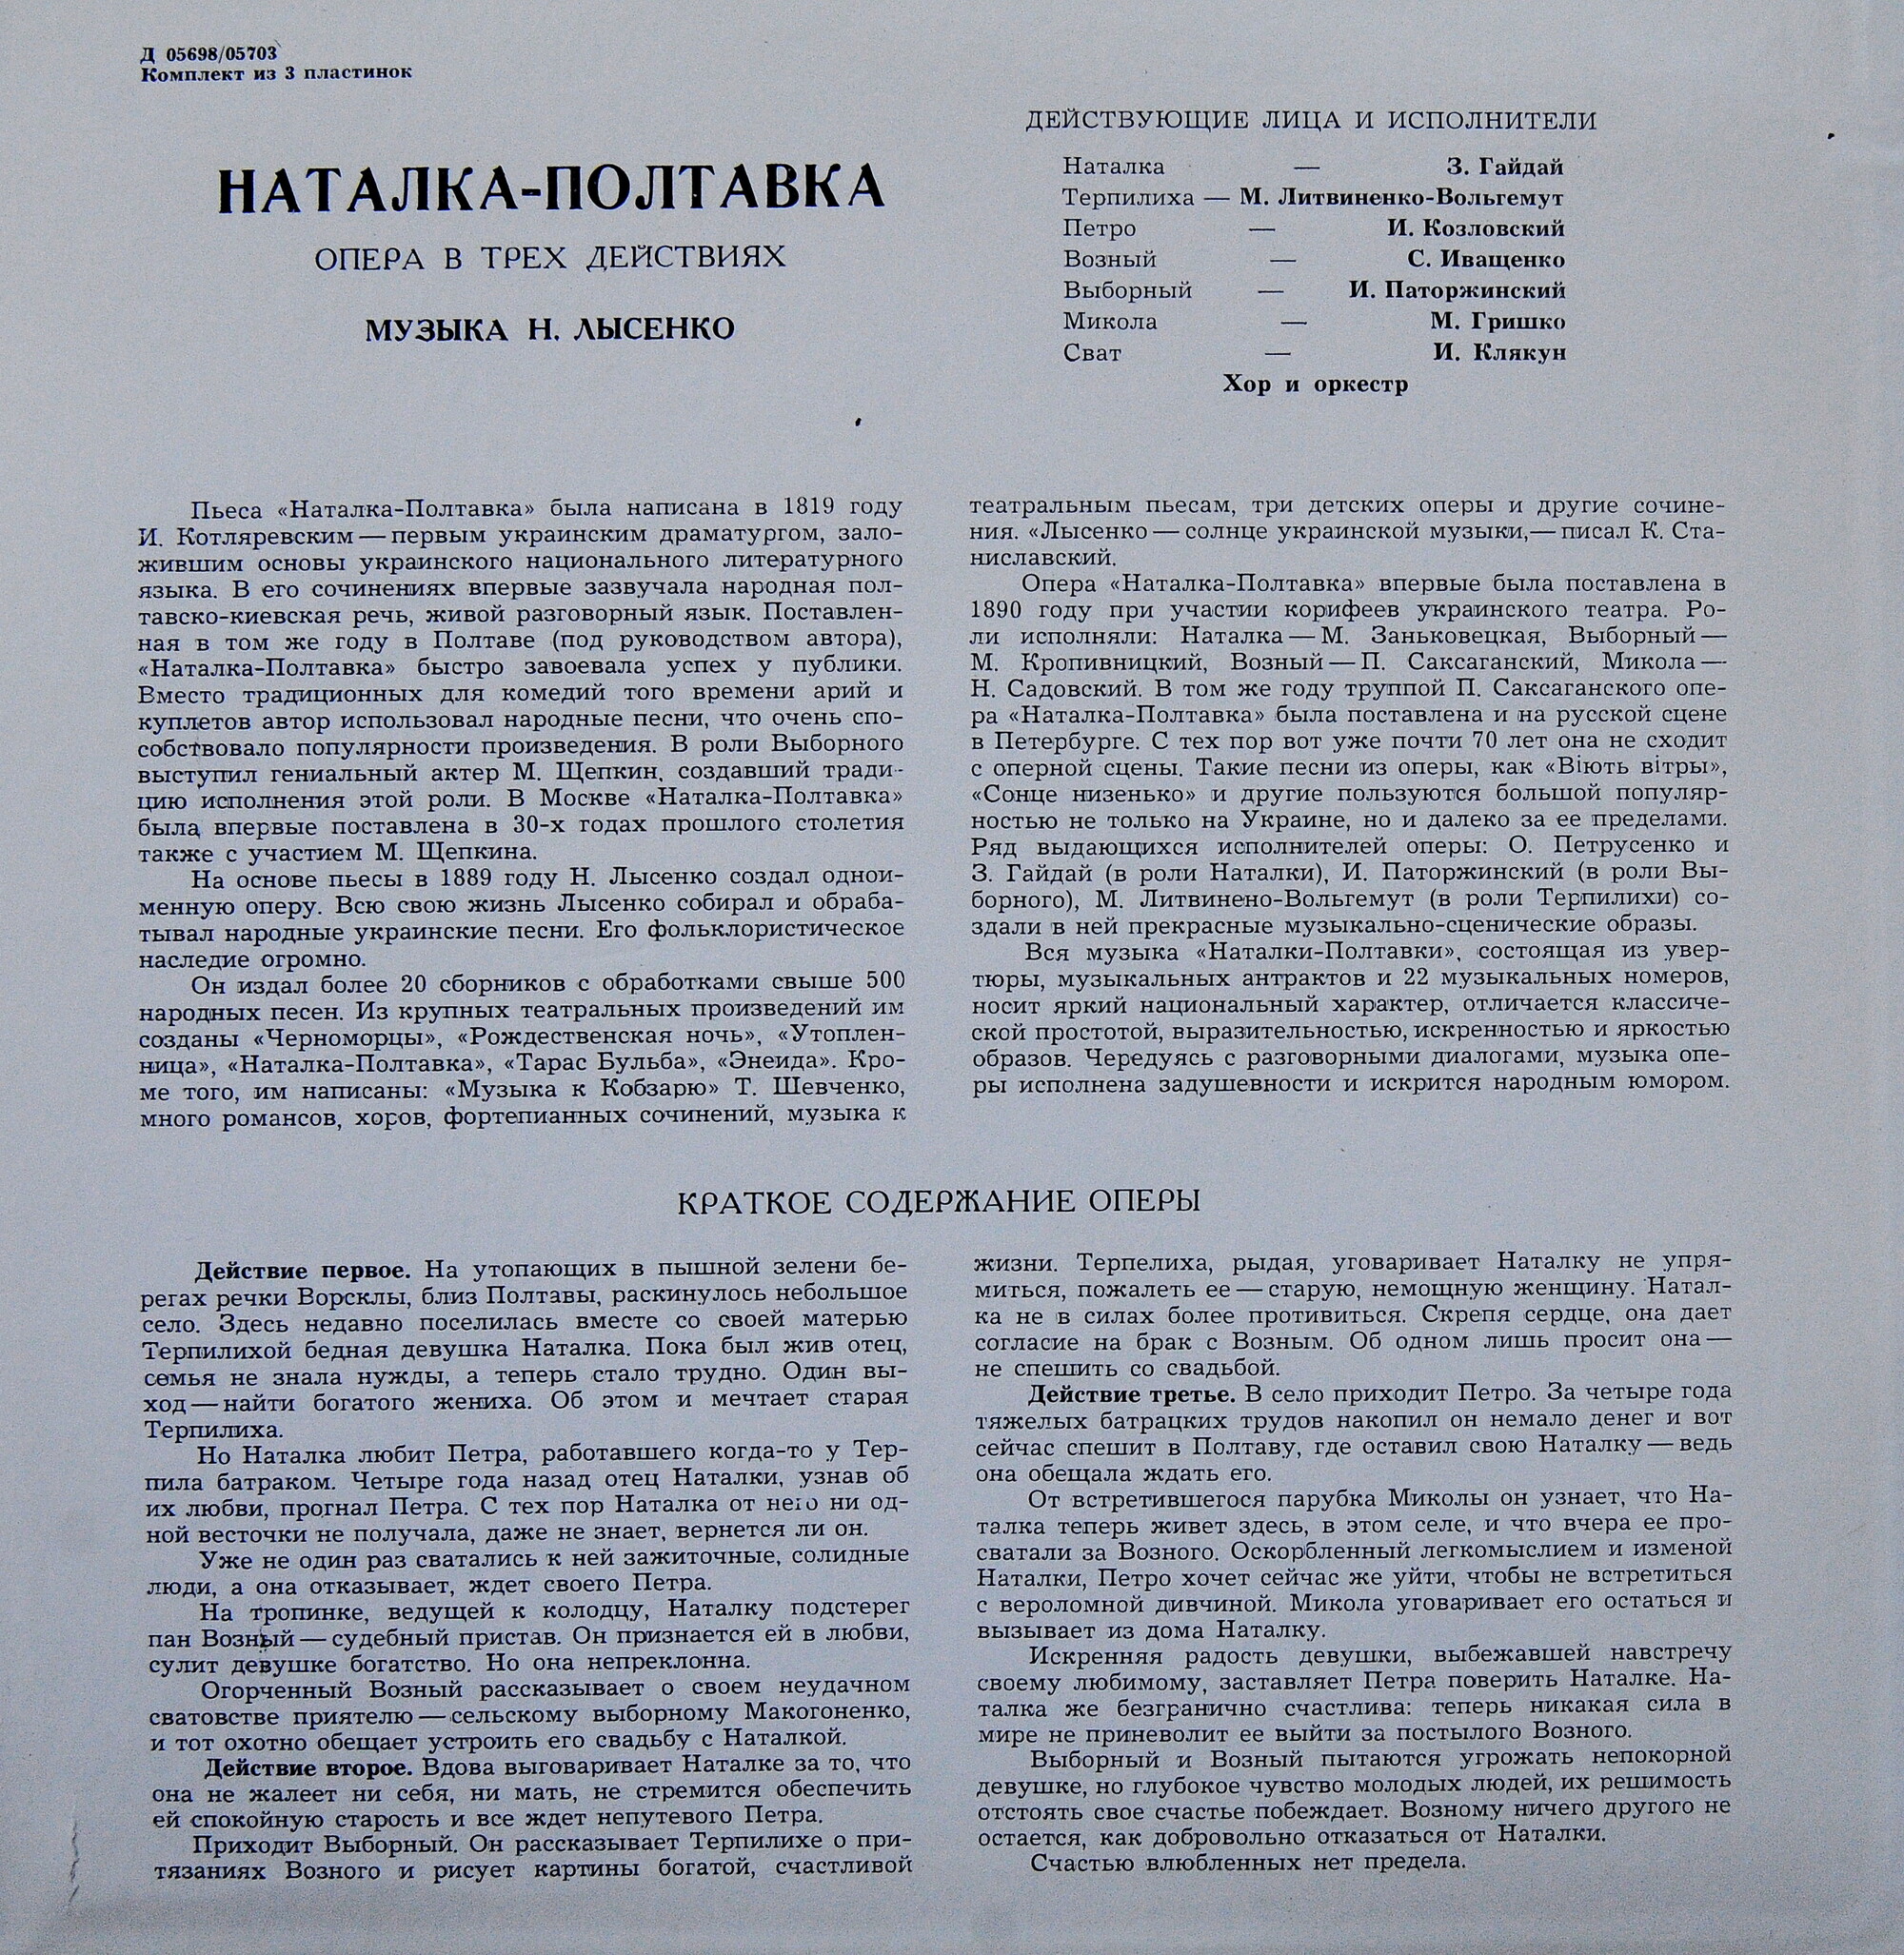 Д 05698/05703
Комплект из 3 пластинок
НАТАЛКА-ПОЛТАВКА
ОПЕРА В ТРЕХ ДЕЙСТВИЯХ
МУЗЫКА Н. ЛЫСЕНКО
ДЕЙСТВУЮЩИЕ ЛИЦА И ИСПОЛНИТЕЛИ
Наталка — З. Гайдай
Терпилиха — М. Литвиненко-Вольгемут
Петро — И. Козловский
Возный — С. Иващенко
Выборный — И. Паторжинский
Микола — М. Гришко
Сват — И. Клякун
Хор и оркестр
Пьеса «Наталка-Полтавка» была написана в 1819 году
И. Котляревским — первым украинским драматургом, зало-
жившим основы украинского национального литературного
языка. В его сочинениях впервые зазвучала народная пол-
тавско-киевская речь, живой разговорный язык. Поставлен-
ная в том же году в Полтаве (под руководством автора),
«Наталка-Полтавка» быстро завоевала успех у публики.
Вместо традиционных для комедий того времени арий и
куплетов автор использовал народные песни, что очень спо-
собствовало популярности произведения. В роли Выборного
выступил гениальный актер М. Щепкин, создавший тради-
цию исполнения этой роли. В Москве «Наталка-Полтавка»
была впервые поставлена в 30-х годах прошлого столетия
также с участием М. Щепкина.
На основе пьесы в 1889 году Н. Лысенко создал однои-
менную оперу. Всю свою жизнь Лысенко собирал и обраба-
тывал народные украинские песни. Его фольклористическое
наследие огромно.
Он издал более 20 сборников с обработками свыше 500
народных песен. Из крупных театральных произведений им
созданы «Черноморцы», «Рождественская ночь», «Утоплен-
ница», «Наталка-Полтавка», «Тарас Бульба», «Энеида». Кро-
ме того, им написаны: «Музыка к Кобзарю» Т. Шевченко,
много романсов, хоров, фортепианных сочинений, музыка к
театральным пьесам, три детских оперы и другие сочине-
ния. «Лысенко — солнце украинской музыки,— писал К. Ста-
ниславский.
Опера «Наталка-Полтавка» впервые была поставлена в
1890 году при участии корифеев украинского театра. Ро-
ли исполняли: Наталка — М. Заньковецкая, Выборный —
М. Кропивницкий, Возный — П. Саксаганский, Микола —
Н. Садовский. В том же году труппой П. Саксаганского опе-
ра «Наталка-Полтавка» была поставлена и на русской сцене
в Петербурге. С тех пор вот уже почти 70 лет она не сходит
с оперной сцены. Такие песни из оперы, как «Віють вітры»,
«Сонце низенько» и другие пользуются большой популяр-
ностью не только на Украине, но и далеко за ее пределами.
Ряд выдающихся исполнителей оперы: О. Петрусенко и
З. Гайдай (в роли Наталки), И. Паторжинский (в роли Вы-
борного), М. Литвинено-Вольгемут (в роли Терпилихи) со-
здали в ней прекрасные музыкально-сценические образы.
Вся музыка «Наталки-Полтавки», состоящая из увер-
тюры, музыкальных антрактов и 22 музыкальных номеров,
носит яркий национальный характер, отличается классиче-
ской простотой, выразительностью, искренностью и яркостью
образов. Чередуясь с разговорными диалогами, музыка опе-
ры исполнена задушевности и искрится народным юмором.
КРАТКОЕ СОДЕРЖАНИЕ ОПЕРЫ
Действие первое. На утопающих в пышной зелени бе-
регах речки Ворсклы, близ Полтавы, раскинулось небольшое
село. Здесь недавно поселилась вместе со своей матерью
Терпилихой бедная девушка Наталка. Пока был жив отец,
семья не знала нужды, а теперь стало трудно. Один вы-
ход — найти богатого жениха. Об этом и мечтает старая
Терпилиха.
Но Наталка любит Петра, работавшего когда-то у Тер-
пила батраком. Четыре года назад отец Наталки, узнав об
их любви, прогнал Петра. С тех пор Наталка от него ни од-
ной весточки не получала, даже не знает, вернется ли он.
Уже не один раз сватались к ней зажиточные, солидные
люди, а она отказывает, ждет своего Петра.
На тропинке, ведущей к колодцу, Наталку подстерег
пан Возный — судебный пристав. Он признается ей в любви,
сулит девушке богатство. Но она непреклонна.
Огорченный Возный рассказывает о своем неудачном
сватовстве приятелю — сельскому выборному Макогоненко,
и тот охотно обещает устроить его свадьбу с Наталкой.
Действие второе. Вдова выговаривает Наталке за то, что
она не жалеет ни себя, ни мать, не стремится обеспечить
ей спокойную старость и все ждет непутевого Петра.
Приходит Выборный. Он рассказывает Терпилихе о при-
тязаниях Возного и рисует картины богатой, счастливой
жизни. Терпелиха, рыдая, уговаривает Наталку не упря-
миться, пожалеть ее — старую, немощную женщину. Натал-
ка не в силах более противиться. Скрепя сердце, она дает
согласие на брак с Возным. Об одном лишь просит она —
не спешить со свадьбой.
Действие третье. В село приходит Петро. За четыре года
тяжелых батрацких трудов накопил он немало денег и вот
сейчас спешит в Полтаву, где оставил свою Наталку — ведь
она обещала ждать его.
От встретившегося парубка Миколы он узнает, что На-
талка теперь живет здесь, в этом селе, и что вчера ее про-
сватали за Возного. Оскорбленный легкомыслием и изменой
Наталки, Петро хочет сейчас же уйти, чтобы не встретиться
с вероломной дивчиной. Микола уговаривает его остаться и
вызывает из дома Наталку.
Искренняя радость девушки, выбежавшей навстречу
своему любимому, заставляет Петра поверить Наталке. На-
талка же безгранично счастлива: теперь никакая сила в
мире не приневолит ее выйти за постылого Возного.
Выборный и Возный пытаются угрожать непокорной
девушке, но глубокое чувство молодых людей, их решимость
отстоять свое счастье побеждает. Возному ничего другого не
остается, как добровольно отказаться от Наталки.
Счастью влюбленных нет предела.